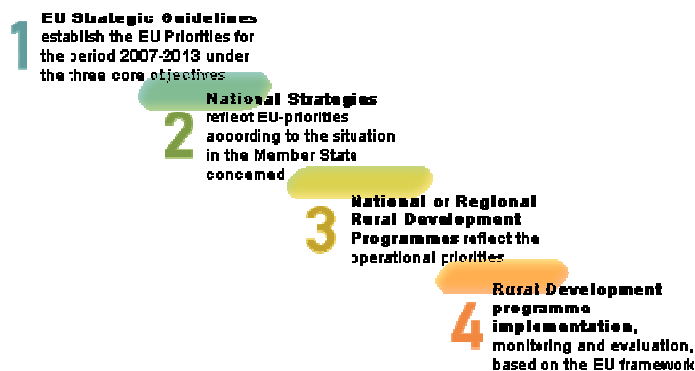 1
EU Strategic Guidelines
establish the EU Priorities for
the period 2007-2013 under
the three core objectives
2
National Strategies
reflect EU-priorities
according to the situation
in the Member State
concerned
3
National or Regional
Rural Development
Programmes reflect the
operational priorities
4
Rural Development
programme
implementation,
monitoring and evaluation,
based on the EU framework